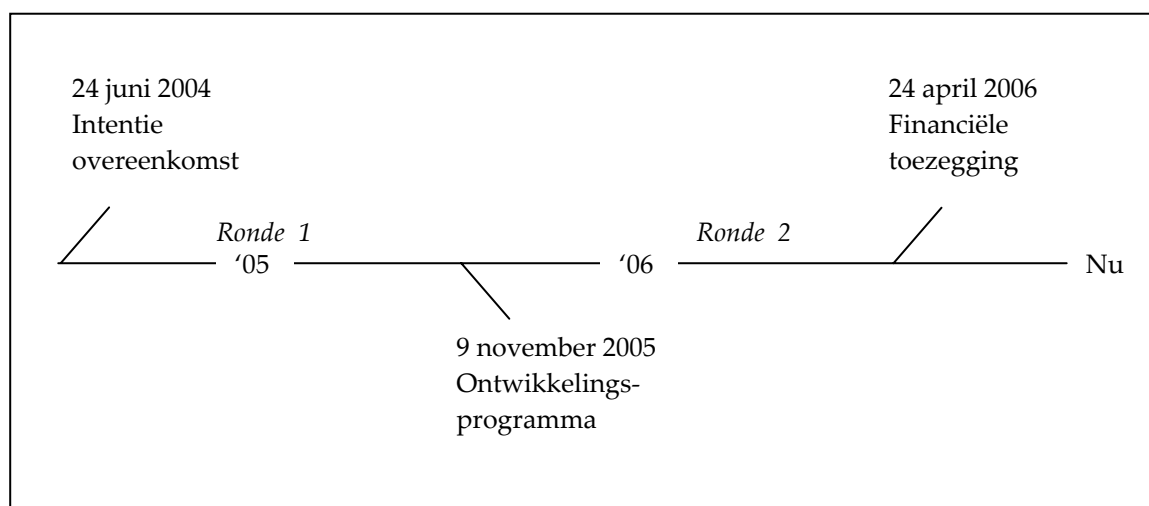 24 juni 2004
Intentie
overeenkomst
24 april 2006
Financiële
toezegging
Ronde 1
Ronde 2
‘05
‘06
Nu
9 november 2005
Ontwikkelings-
programma